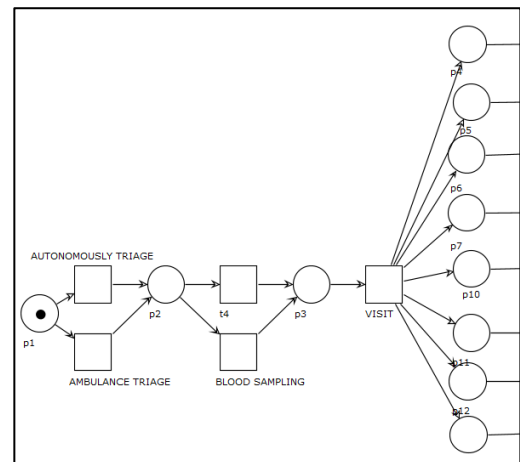 p4
p5
p6
p7
AUTONOMOUSLY TRIAGE
p10
p1
p2
t4
p3
VISIT
p11
AMBULANCE TRIAGE
BLOOD SAMPLING
p12